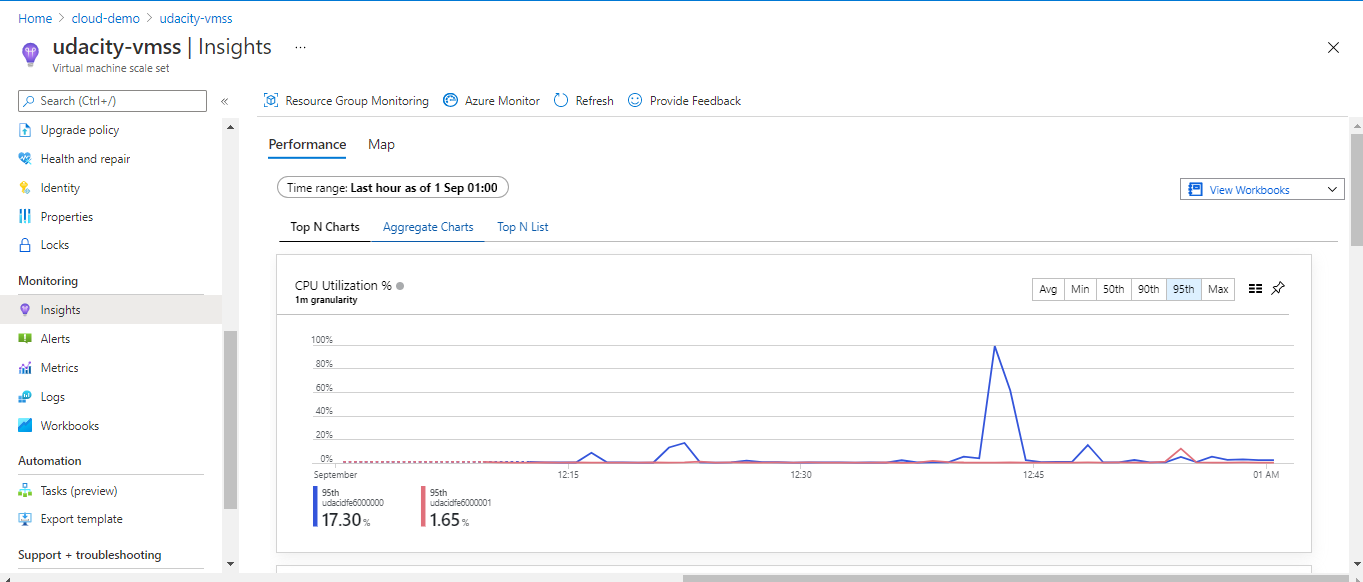 Home > cloud-demo > udacity-vmss
udacity-vmss | Insights ...
Virtual machine scale set
Search (Ctrl+/)
«
Upgrade policy
Health and repair
Identity
Properties
Locks
Monitoring
Insights
Alerts
Metrics
Logs
Workbooks
Automation
Tasks (preview)
Export template
Support + troubleshooting
Resource Group Monitoring
Azure Monitor
Refresh
Provide Feedback
Performance
Map
Time range: Last hour as of 1 Sep 01:00
View Workbooks
Top N Charts
Aggregate Charts
Top N List
CPU Utilization %
1m granularity
Avg
Min
50th
90th
95th
Max
100%
80%
60%
40%
20%
0%
September
12:15
12:30
12:45
01 AM
95th
udacidfe6000000
17.30 %
95th
udacidfe6000001
1.65 %